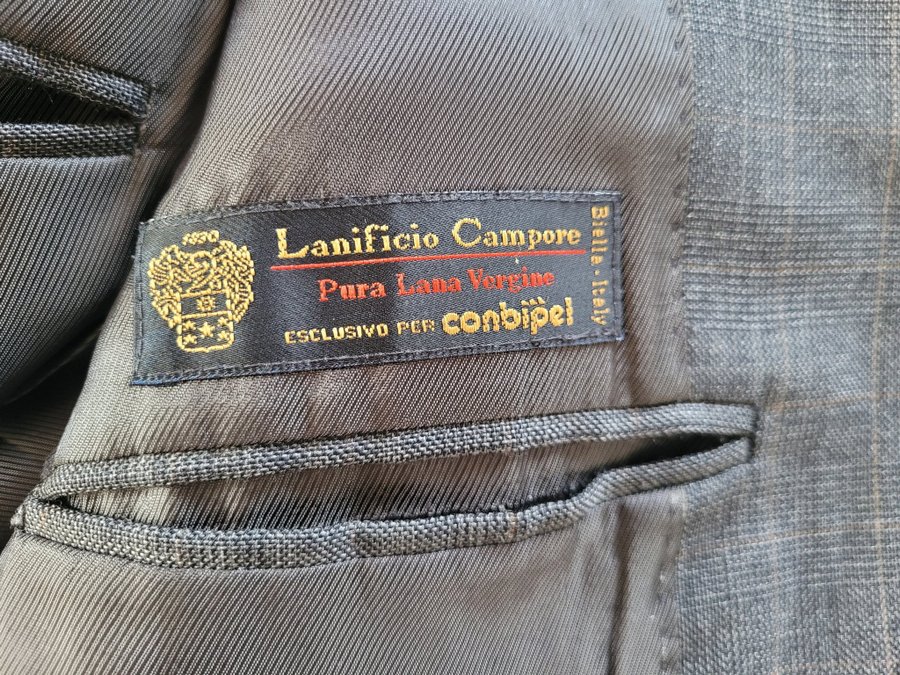 Lanificio Campore
Pura Lana Vergine
ESCLUSIVO PER conbipel
Biella - Italy